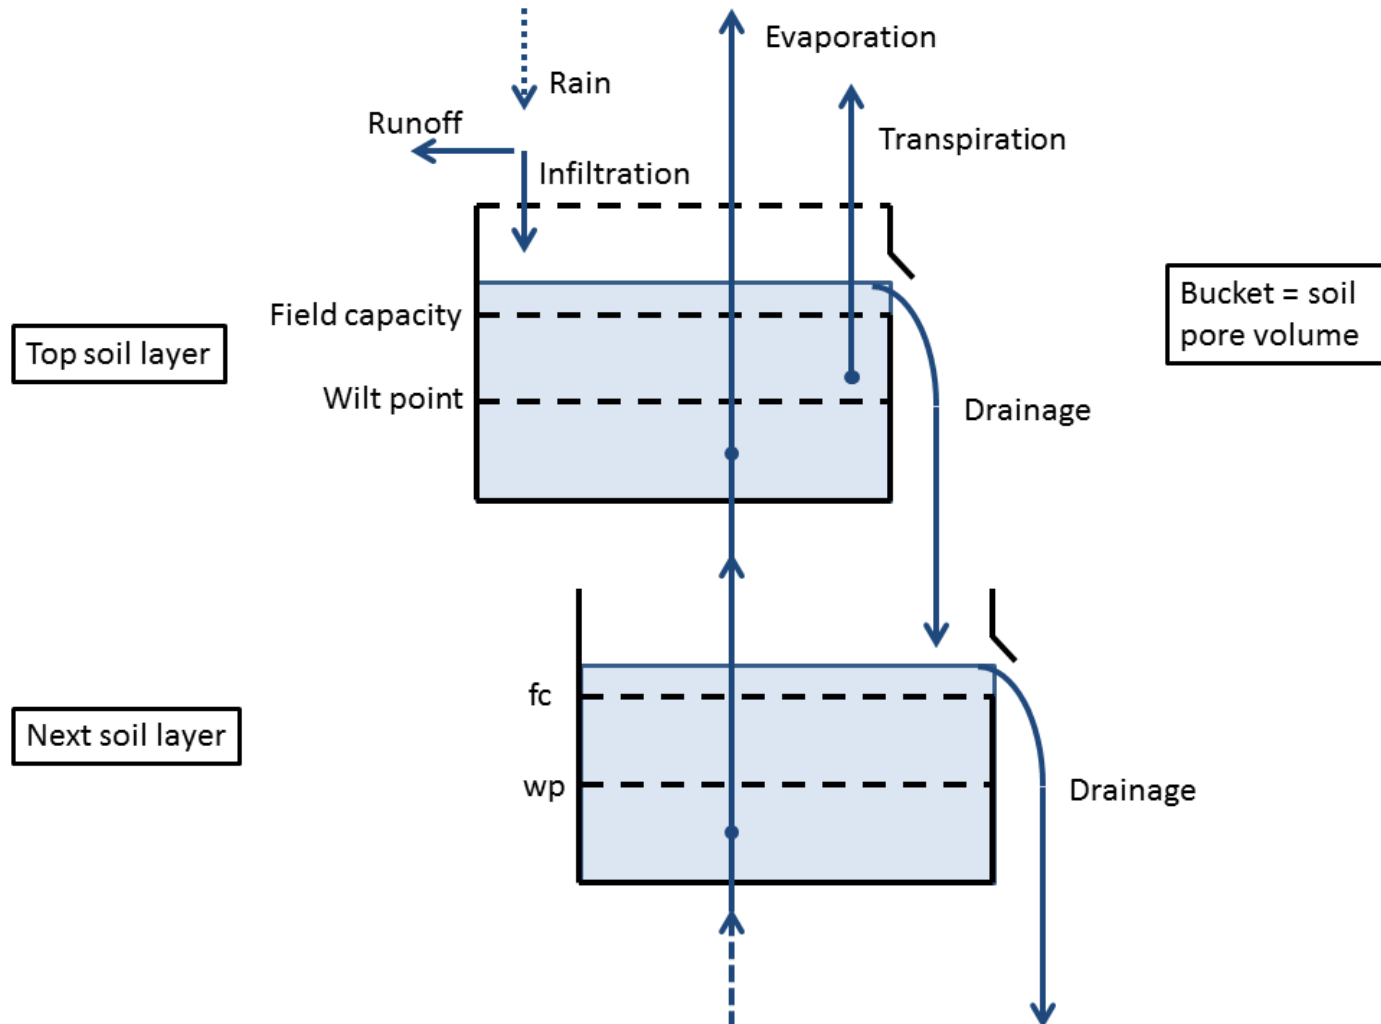 Evaporation
Rain
Runoff
Transpiration
Infiltration
Field capacity
Bucket = soil
pore volume
Top soil layer
Wilt point
Drainage
fc
Next soil layer
wp
Drainage